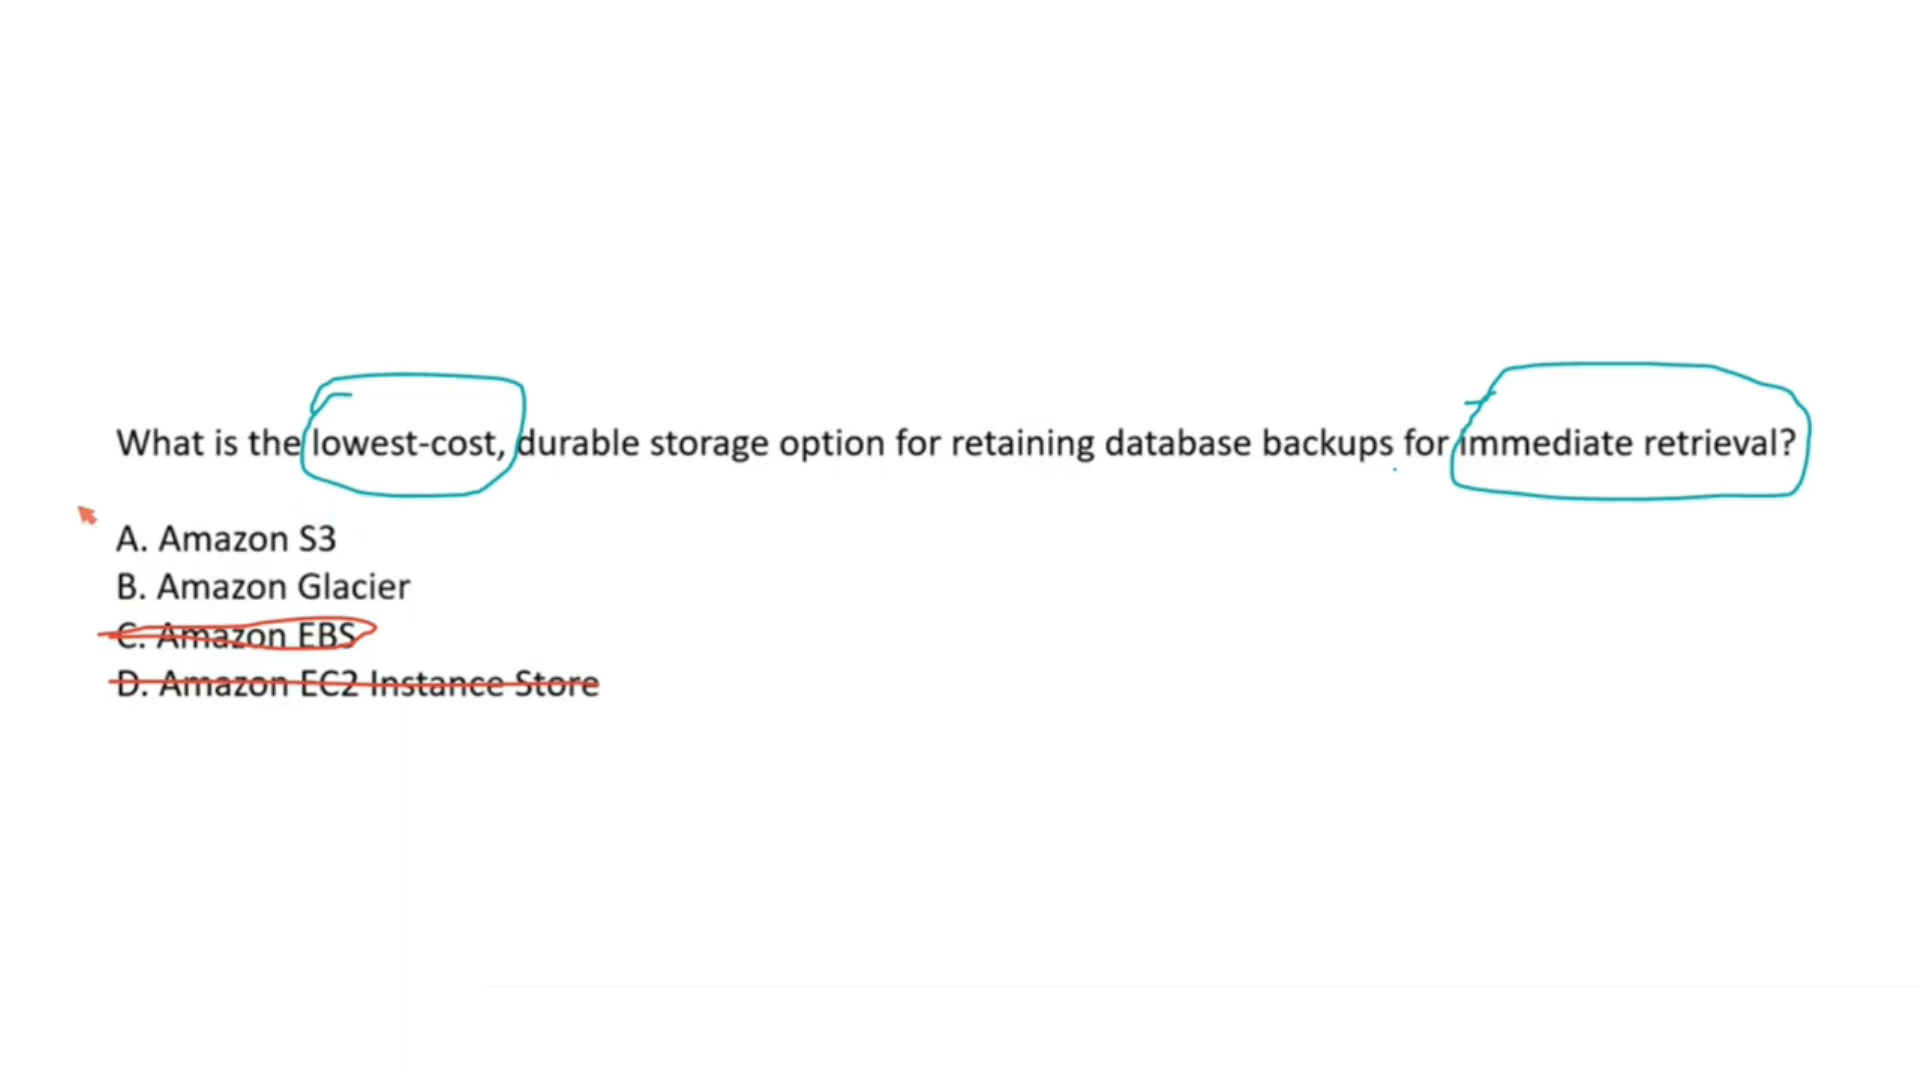 What is the lowest-cost, durable storage option for retaining database backups for immediate retrieval?
A. Amazon S3
B. Amazon Glacier
C. Amazon EBS
D. Amazon EC2 Instance Store